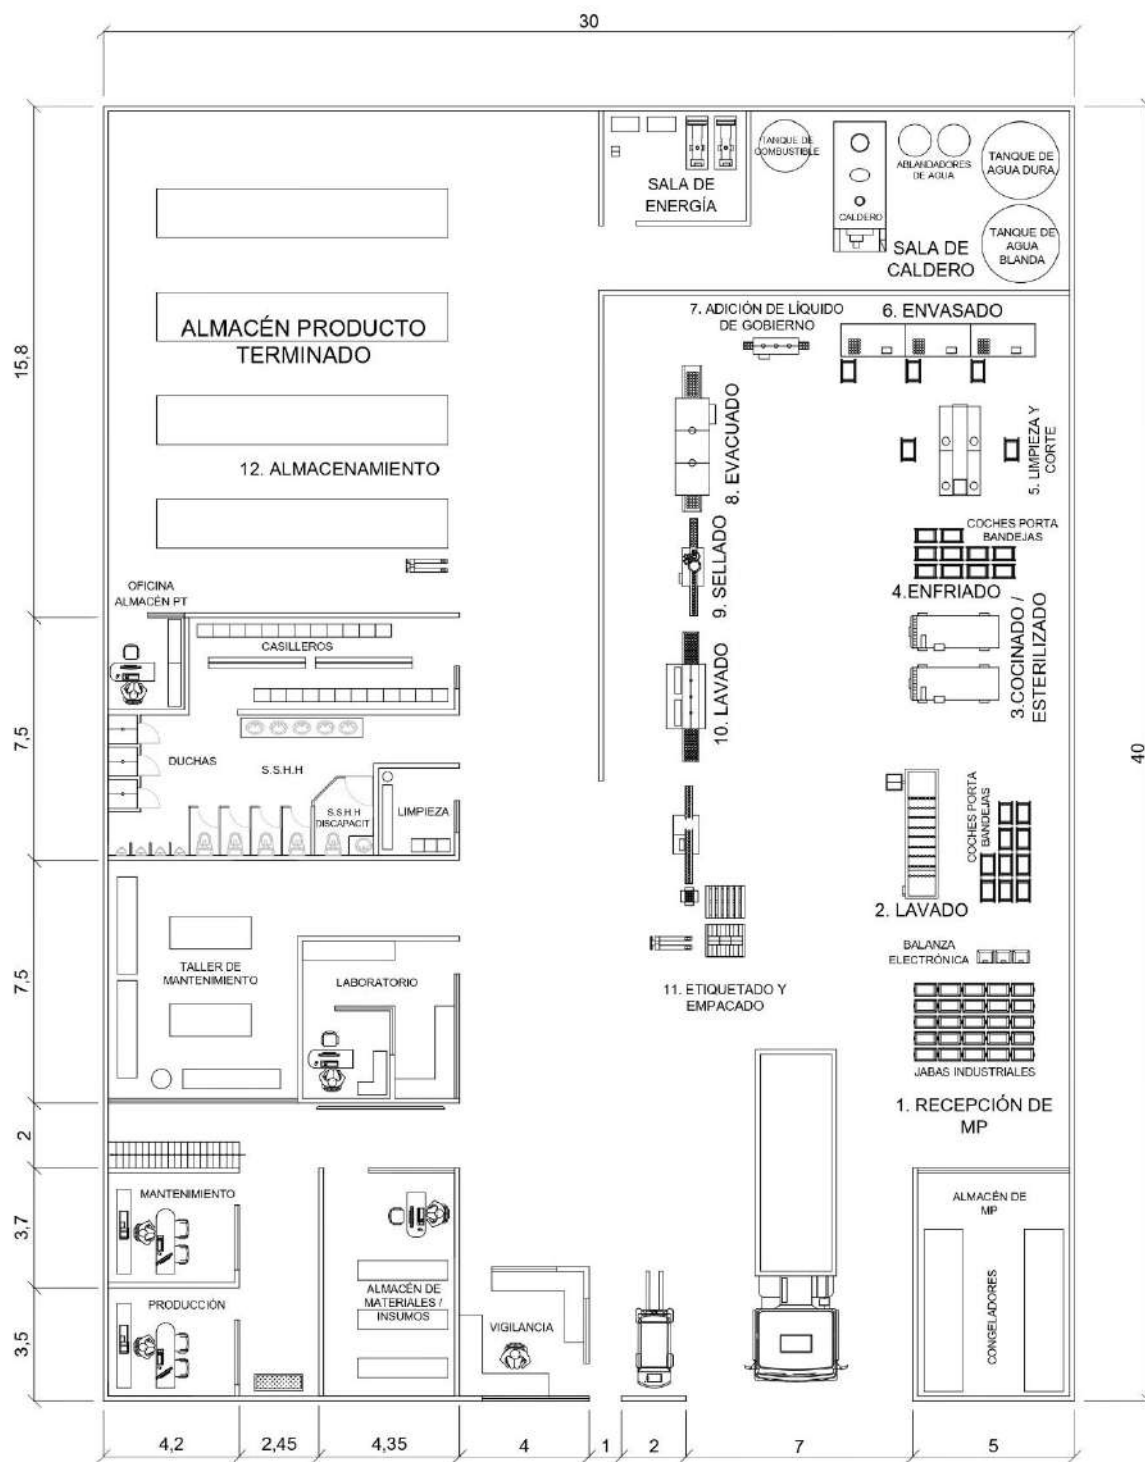 30
TANQUE DE
COMBUSTIBLE
ABLANDADORES
DE AGUA
TANQUE DE
AGUA DURA
SALA DE
ENERGÍA
CALDERO
TANQUE DE
AGUA
BLANDA
SALA DE
CALDERO
7. ADICIÓN DE LÍQUIDO
DE GOBIERNO
6. ENVASADO
ALMACÉN PRODUCTO
TERMINADO
15,8
8. EVACUADO
5. LIMPIEZA Y
CORTE
12. ALMACENAMIENTO
COCHES PORTA
BANDEJAS
9. SELLADO
4.ENFRIADO
OFICINA
ALMACÉN PT
CASILLEROS
3.COCINADO /
ESTERILIZADO
10. LAVADO
7,5
DUCHAS
S.S.H.H
40
S.S.H.H
DISCAPACIT
LIMPIEZA
COCHES PORTA
BANDEJAS
2. LAVADO
BALANZA
ELECTRÓNICA
TALLER DE
MANTENIMIENTO
LABORATORIO
7,5
11. ETIQUETADO Y
EMPACADO
JABAS INDUSTRIALES
1. RECEPCIÓN DE
MP
2
MANTENIMIENTO
ALMACÉN DE
MP
3,7
ALMACÉN DE
MATERIALES /
INSUMOS
PRODUCCIÓN
VIGILANCIA
CONGELADORES
3,5
4,2
2,45
4,35
4
1
2
7
5